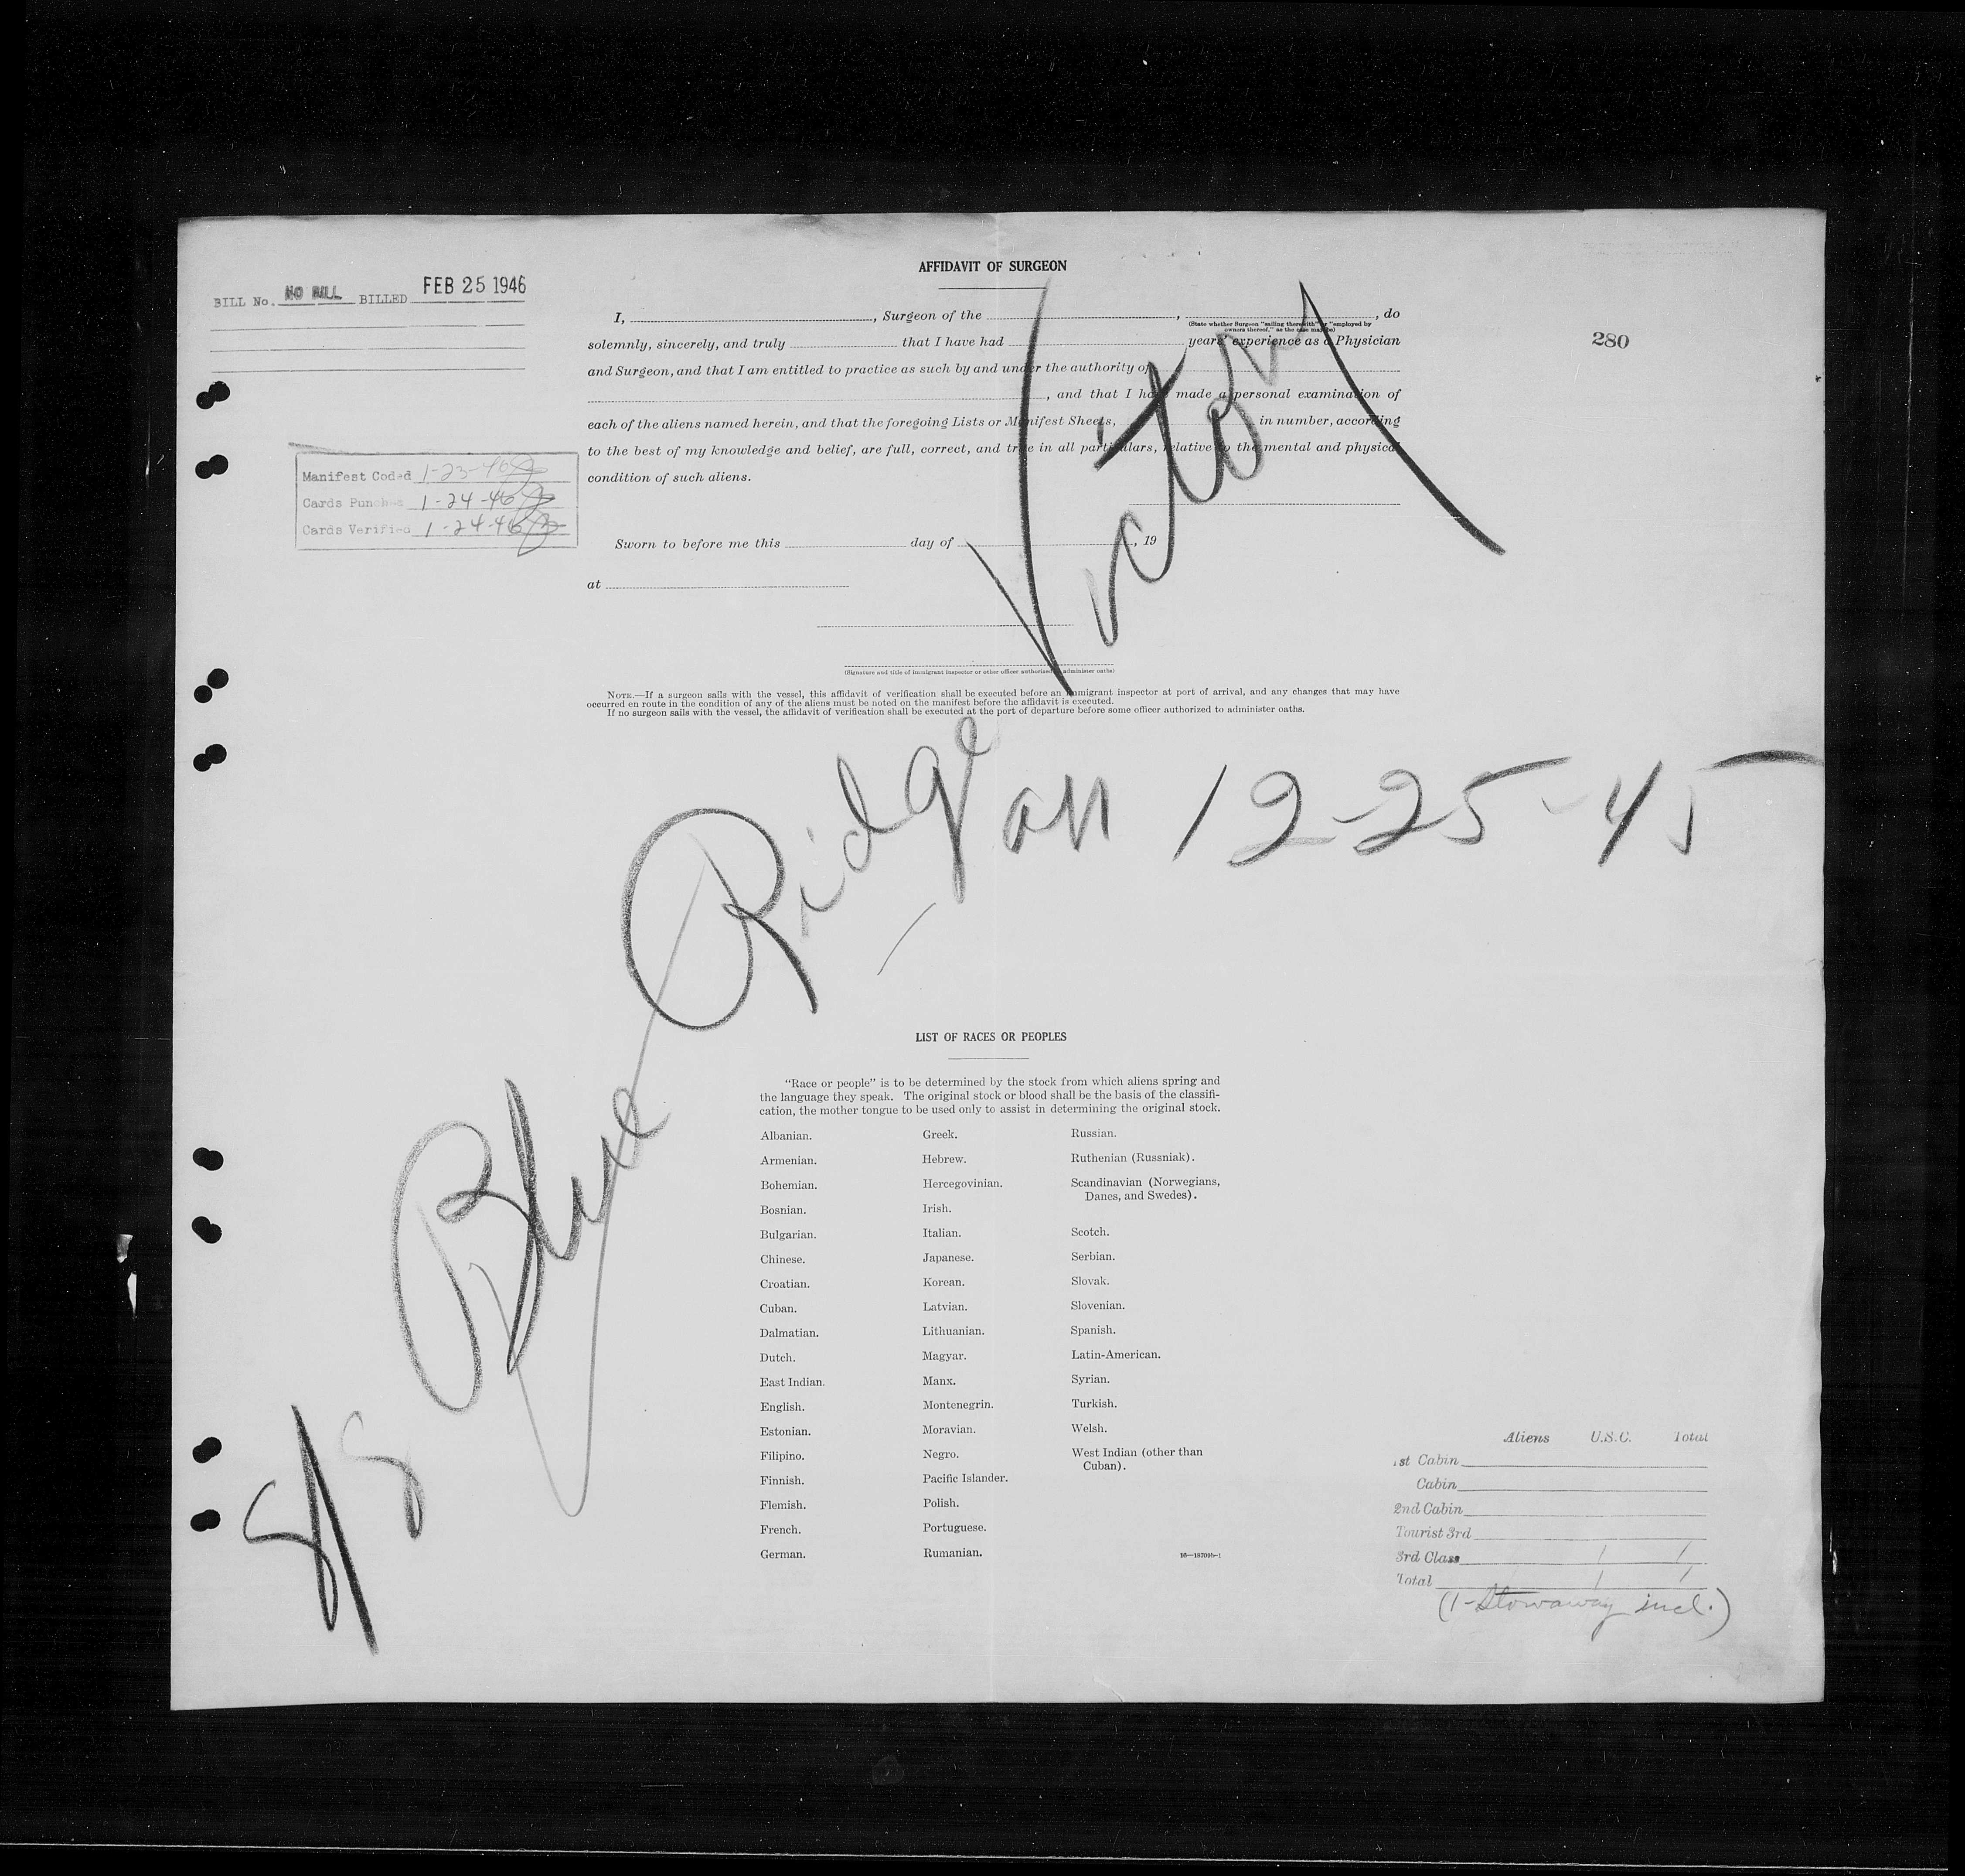 AFFIDAVIT OF SURGEON
BILL No. NO BILL BILLED FEB 25 1946
280
I, , Surgeon of the , , do
(State whether Surgeon "sailing therewith" or "employed by
owners thereof," as the case may be)
solemnly, sincerely, and truly that I have had years' experience as a Physician
and Surgeon, and that I am entitled to practice as such by and under the authority of
, and that I have made a personal examination of
each of the aliens named herein, and that the foregoing Lists or Manifest Sheets, in number, according
to the best of my knowledge and belief, are full, correct, and true in all particulars, relative to the mental and physical
condition of such aliens.
Manifest Coded 1-23-46
Cards Punched 1-24-46
Cards Verified 1-24-46
Sworn to before me this day of , 19
at
(Signature and title of immigrant inspector or other officer authorized to administer oaths)
NOTE.—If a surgeon sails with the vessel, this affidavit of verification shall be executed before an immigrant inspector at port of arrival, and any changes that may have
occurred en route in the condition of any of the aliens must be noted on the manifest before the affidavit is executed.
If no surgeon sails with the vessel, the affidavit of verification shall be executed at the port of departure before some officer authorized to administer oaths.
S/S Blue Ridge Victory
arr 12-25-45
LIST OF RACES OR PEOPLES
"Race or people" is to be determined by the stock from which aliens spring and
the language they speak. The original stock or blood shall be the basis of the classifi-
cation, the mother tongue to be used only to assist in determining the original stock.
Albanian.
Armenian.
Bohemian.
Bosnian.
Bulgarian.
Chinese.
Croatian.
Cuban.
Dalmatian.
Dutch.
East Indian.
English.
Estonian.
Filipino.
Finnish.
Flemish.
French.
German.
Greek.
Hebrew.
Hercegovinian.
Irish.
Italian.
Japanese.
Korean.
Latvian.
Lithuanian.
Magyar.
Manx.
Montenegrin.
Moravian.
Negro.
Pacific Islander.
Polish.
Portuguese.
Rumanian.
Russian.
Ruthenian (Russniak).
Scandinavian (Norwegians,
Danes, and Swedes).
Scotch.
Serbian.
Slovak.
Slovenian.
Spanish.
Latin-American.
Syrian.
Turkish.
Welsh.
West Indian (other than
Cuban).
Aliens U.S.C. Total
1st Cabin
Cabin
2nd Cabin
Tourist 3rd
3rd Class 1 1
Total 1 1
(1-Stowaway incl.)